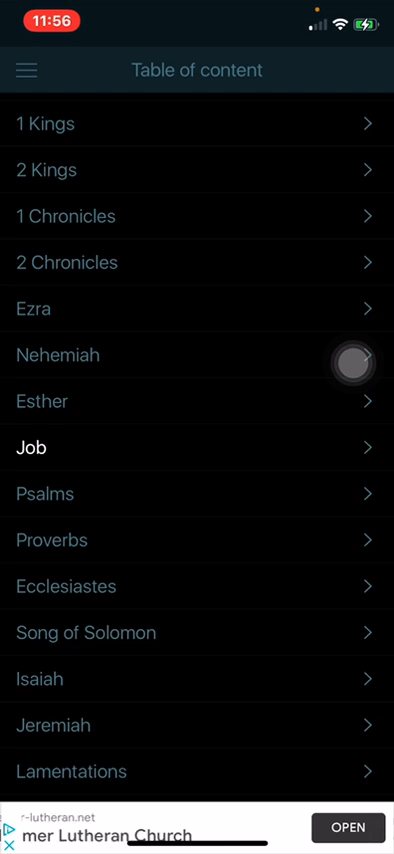 11:56
Table of content
1 Kings
2 Kings
1 Chronicles
2 Chronicles
Ezra
Nehemiah
Esther
Job
Psalms
Proverbs
Ecclesiastes
Song of Solomon
Isaiah
Jeremiah
Lamentations
r-lutheran.net
mer Lutheran Church
OPEN